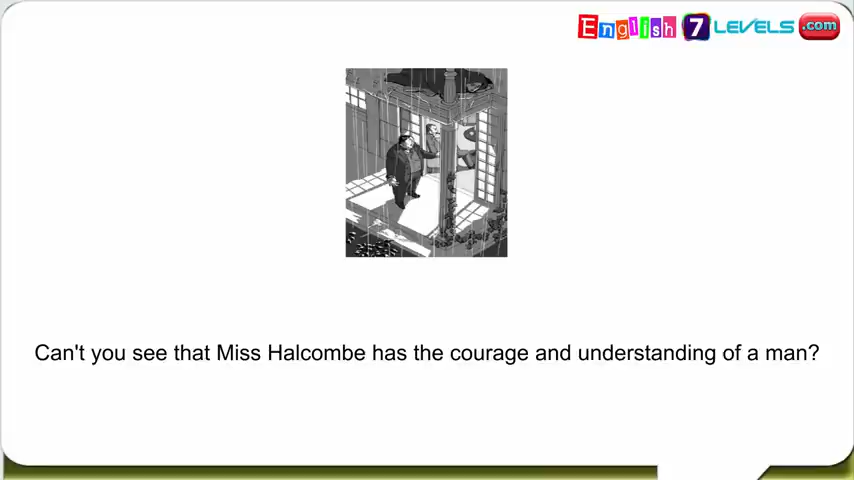 English 7 LEVELS .com
Can't you see that Miss Halcombe has the courage and understanding of a man?